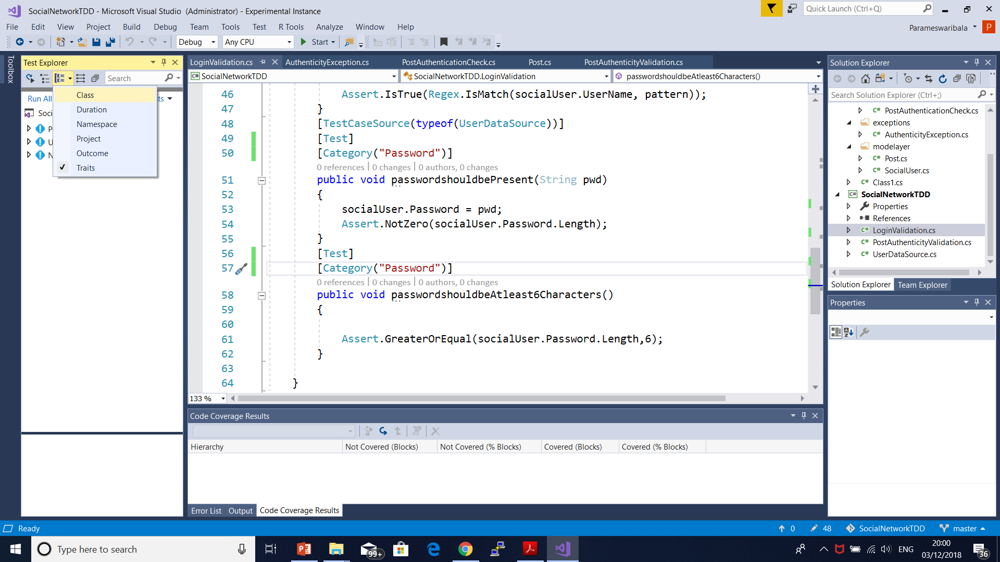 SocialNetworkTDD - Microsoft Visual Studio (Administrator) - Experimental Instance
Quick Launch (Ctrl+Q)
File Edit View Project Build Debug Team Tools Test R Tools Analyze Window Help
Parameswaribala P
Debug Any CPU Start
Toolbox
Test Explorer
Search
Run All
Class
Duration
Namespace
Project
Outcome
Traits
LoginValidation.cs AuthenticityException.cs PostAuthenticationCheck.cs Post.cs PostAuthenticityValidation.cs
SocialNetworkTDD SocialNetworkTDD.LoginValidation passwordshouldbeAtleast6Characters()
46 Assert.IsTrue(Regex.IsMatch(socialUser.UserName, pattern));
47 }
48 [TestCaseSource(typeof(UserDataSource))]
49 [Test]
50 [Category("Password")]
0 references | 0 changes | 0 authors, 0 changes
51 public void passwordshouldbePresent(String pwd)
52 {
53 socialUser.Password = pwd;
54 Assert.NotZero(socialUser.Password.Length);
55 }
56 [Test]
57 [Category("Password")]
0 references | 0 changes | 0 authors, 0 changes
58 public void passwordshouldbeAtleast6Characters()
59 {
60
61 Assert.GreaterOrEqual(socialUser.Password.Length,6);
62 }
63
64 }
133 %
Code Coverage Results
Hierarchy Not Covered (Blocks) Not Covered (% Blocks) Covered (Blocks) Covered (% Blocks)
Error List Output Code Coverage Results
Solution Explorer
Search Solution Explorer (Ctrl+;)
C# PostAuthenticationCheck.cs
exceptions
C# AuthenticityException.cs
modelayer
C# Post.cs
C# SocialUser.cs
C# Class1.cs
C# SocialNetworkTDD
Properties
References
C# LoginValidation.cs
C# PostAuthenticityValidation.cs
C# UserDataSource.cs
Solution Explorer Team Explorer
Properties
Ready 0 48 SocialNetworkTDD master
Type here to search 99+ ENG 20:00
03/12/2018 36